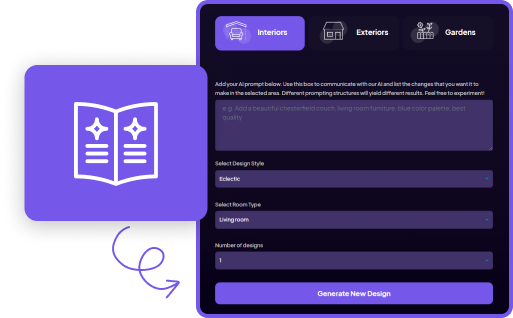 Interiors
Exteriors
Gardens
Add your AI prompt below. Use this box to communicate with our AI and list the changes that you want it to
make in the selected area. Different prompting structures will yield different results. Feel free to experiment!
e.g. Add a beautiful chesterfield couch, living room furniture, blue color palette, best
quality
Select Design Style
Eclectic
Select Room Type
Living room
Number of designs
1
Generate New Design